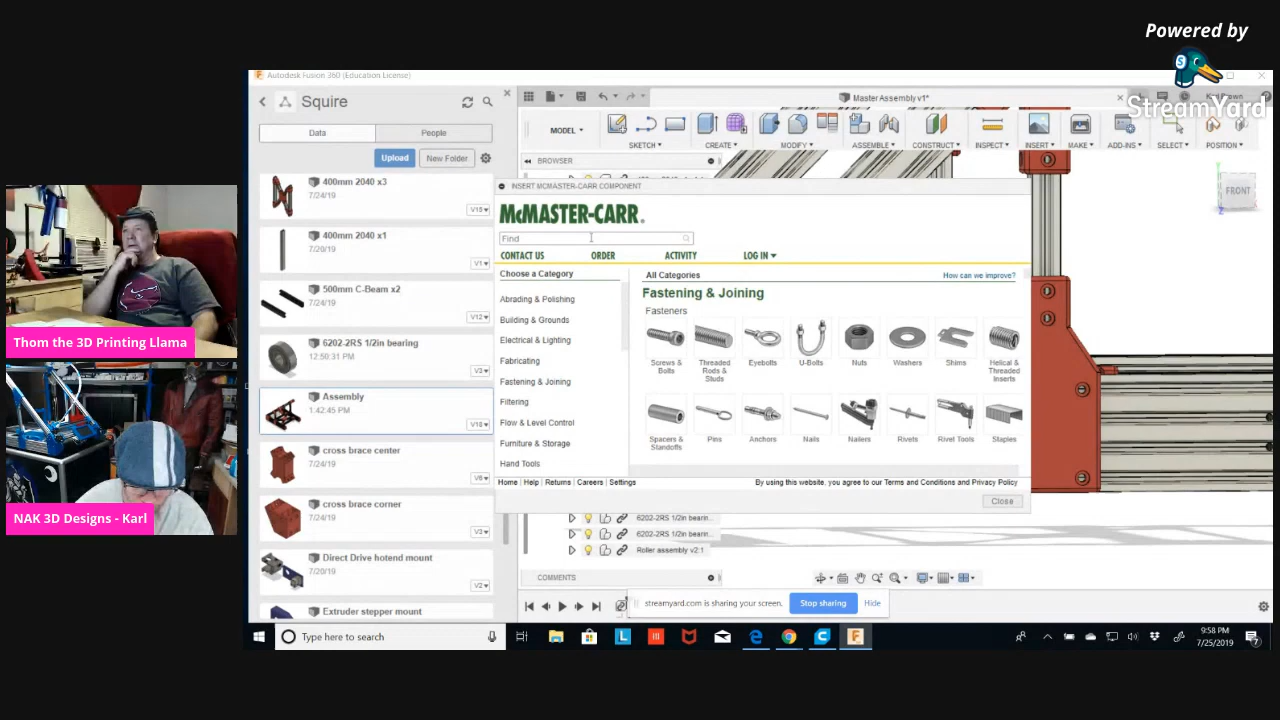 Powered by
StreamYard
Autodesk Fusion 360 (Education License)
Squire
Data
People
Upload
New Folder
400mm 2040 x3
7/24/19
V15
400mm 2040 x1
7/20/19
V1
500mm C-Beam x2
7/24/19
V12
6202-2RS 1/2in bearing
12:50:31 PM
V3
Assembly
1:42:45 PM
cross brace center
7/24/19
V6
cross brace corner
7/24/19
V3
Direct Drive hotend mount
7/20/19
V2
Extruder stepper mount
Master Assembly v1*
MODEL
SKETCH
CREATE
MODIFY
ASSEMBLE
CONSTRUCT
INSPECT
INSERT
MAKE
ADD-INS
SELECT
POSITION
BROWSER
FRONT
INSERT MCMASTER-CARR COMPONENT
McMASTER-CARR
Find
CONTACT US
ORDER
ACTIVITY
LOG IN
Choose a Category
Abrading & Polishing
Building & Grounds
Electrical & Lighting
Fabricating
Fastening & Joining
Filtering
Flow & Level Control
Furniture & Storage
Hand Tools
All Categories
How can we improve?
Fastening & Joining
Fasteners
Screws & Bolts
Threaded Rods & Studs
Eyebolts
U-Bolts
Nuts
Washers
Shims
Helical & Threaded Inserts
Spacers & Standoffs
Pins
Anchors
Nails
Nailers
Rivets
Rivet Tools
Staples
Home | Help | Returns | Careers | Settings
By using this website, you agree to our Terms and Conditions and Privacy Policy
Close
6202-2RS 1/2in bearin...
6202-2RS 1/2in bearin...
Roller assembly v2:1
COMMENTS
streamyard.com is sharing your screen.
Stop sharing
Hide
Type here to search
9:58 PM
7/25/2019
Thom the 3D Printing Llama
NAK 3D Designs - Karl